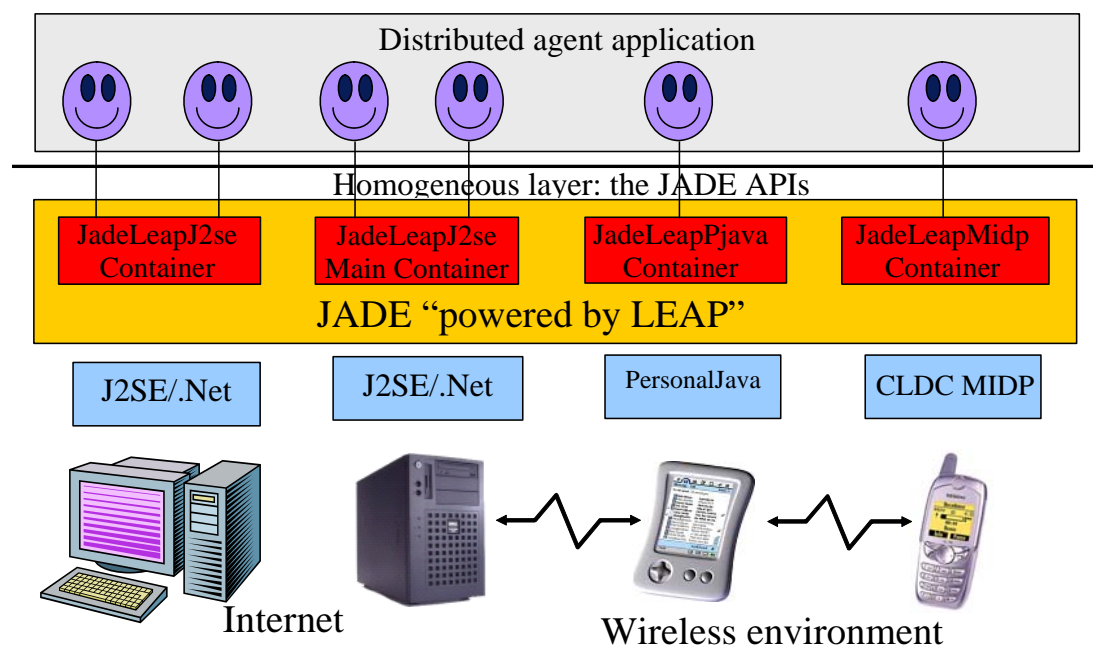 Distributed agent application
Homogeneous layer: the JADE APIs
JadeLeapJ2se
Container
JadeLeapJ2se
Main Container
JadeLeapPjava
Container
JadeLeapMidp
Container
JADE “powered by LEAP”
J2SE/.Net
J2SE/.Net
PersonalJava
CLDC MIDP
Internet
Wireless environment